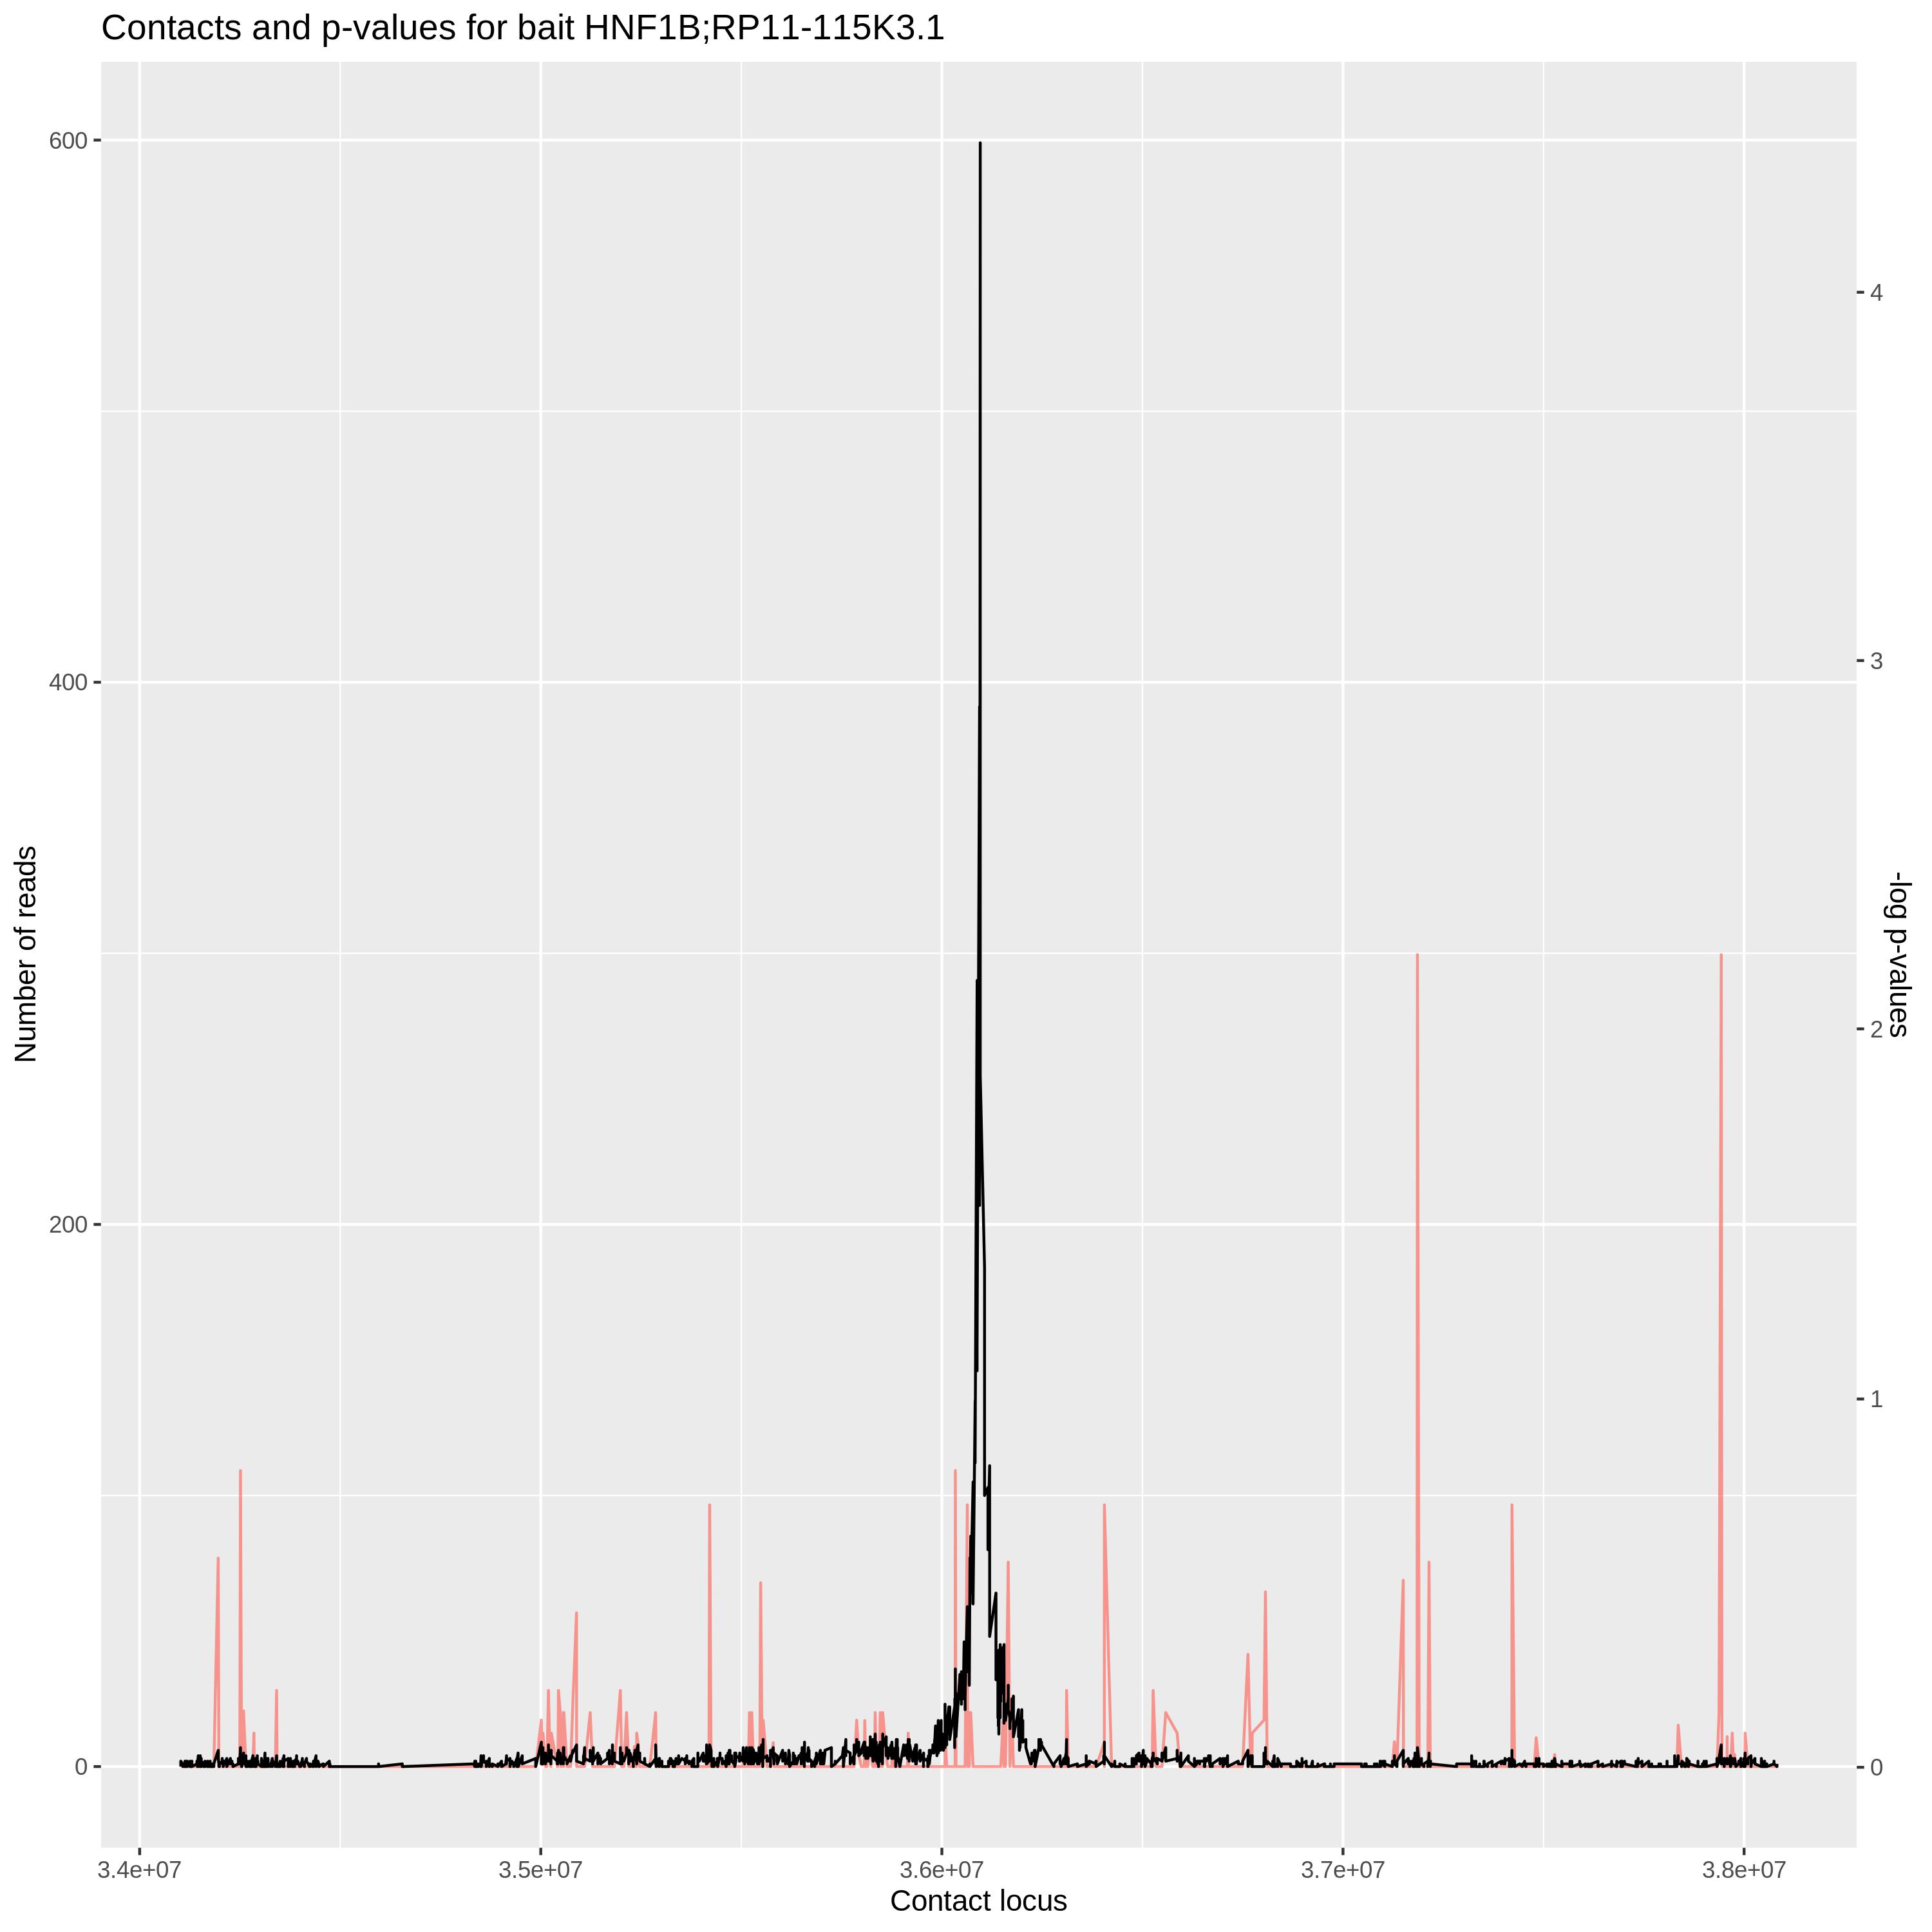 Contacts and p-values for bait HNF1B;RP11-115K3.1
600
400
200
0
Number of reads
4
3
2
1
0
-log p-values
3.4e+07
3.5e+07
3.6e+07
3.7e+07
3.8e+07
Contact locus